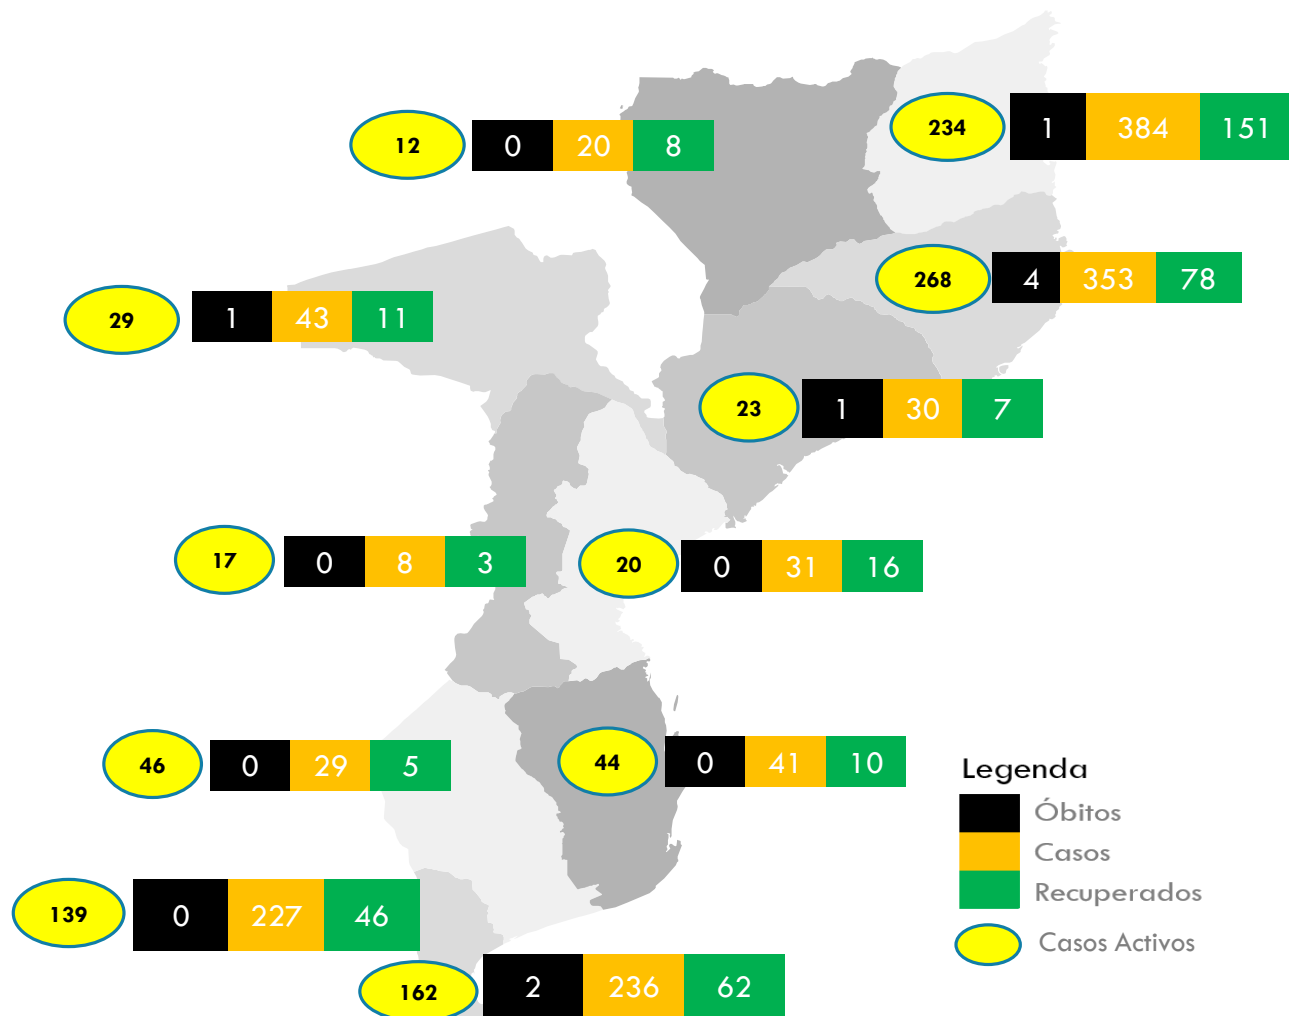 234 1 384 151
12 0 20 8
268 4 353 78
29 1 43 11
23 1 30 7
17 0 8 3
20 0 31 16
46 0 29 5
44 0 41 10
Legenda
Óbitos
Casos
Recuperados
Casos Activos
139 0 227 46
162 2 236 62